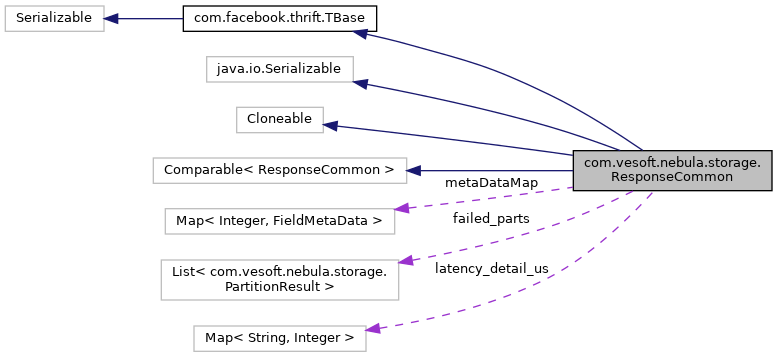 Serializable
com.facebook.thrift.TBase
java.io.Serializable
Cloneable
com.vesoft.nebula.storage.
ResponseCommon
Comparable< ResponseCommon >
metaDataMap
Map< Integer, FieldMetaData >
failed_parts
List< com.vesoft.nebula.storage.
PartitionResult >
latency_detail_us
Map< String, Integer >